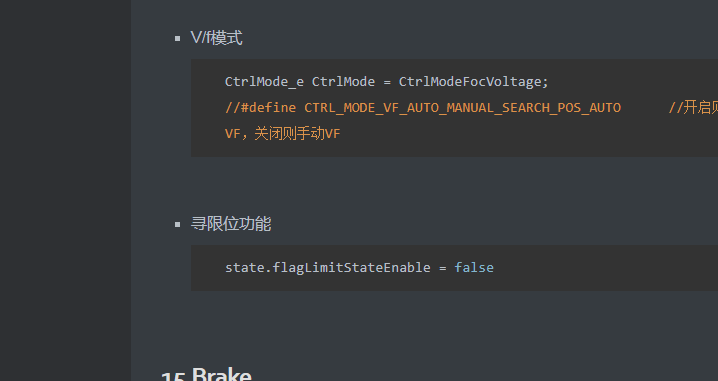 V/f模式
CtrlMode_e CtrlMode = CtrlModeFocVoltage;
//#define CTRL_MODE_VF_AUTO_MANUAL_SEARCH_POS_AUTO //开启
VF，关闭则手动VF
寻限位功能
state.flagLimitStateEnable = false
15 Brake